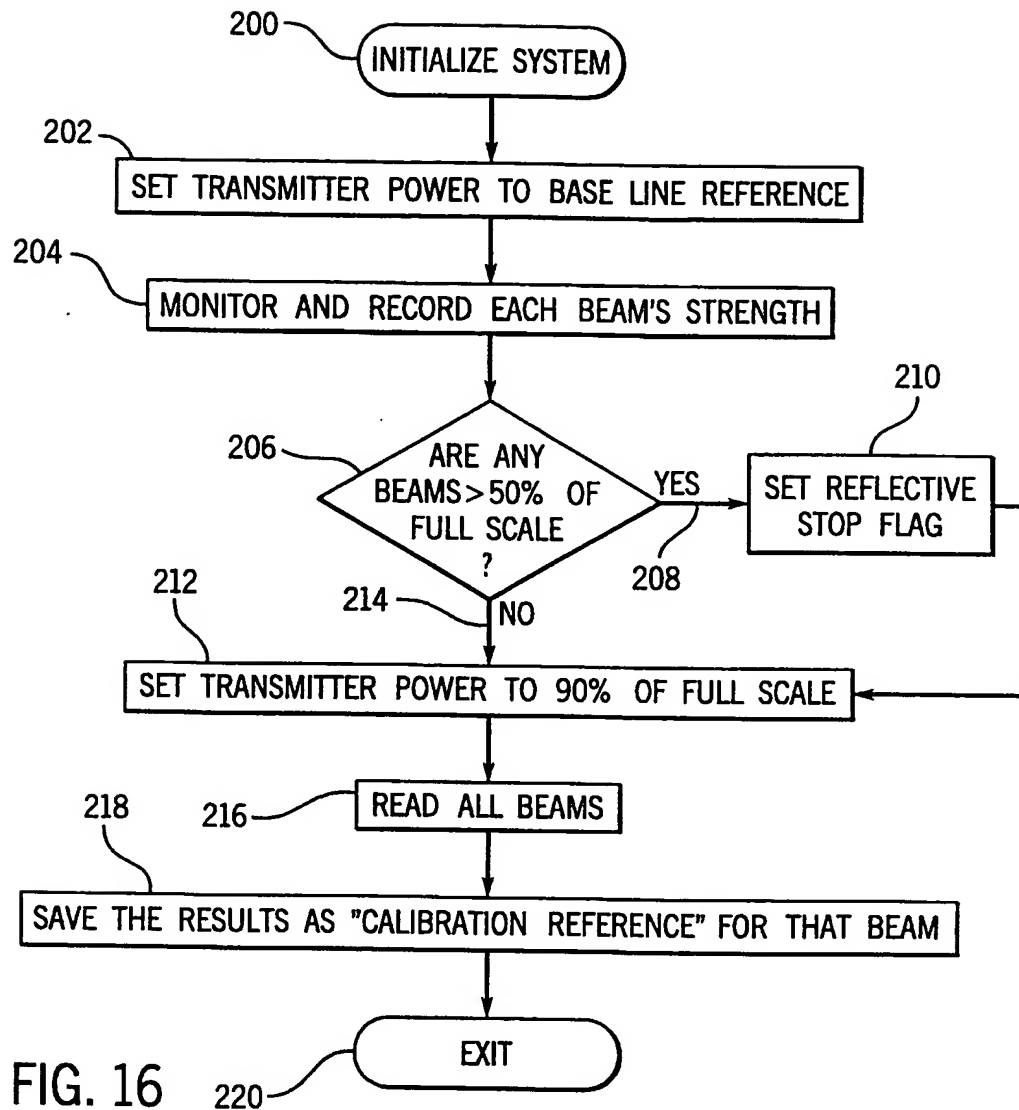 200
INITIALIZE SYSTEM
202
SET TRANSMITTER POWER TO BASE LINE REFERENCE
204
MONITOR AND RECORD EACH BEAM'S STRENGTH
206
ARE ANY
BEAMS > 50% OF
FULL SCALE
?
YES
208
210
SET REFLECTIVE
STOP FLAG
214
NO
212
SET TRANSMITTER POWER TO 90% OF FULL SCALE
216
READ ALL BEAMS
218
SAVE THE RESULTS AS "CALIBRATION REFERENCE" FOR THAT BEAM
EXIT
220
FIG. 16